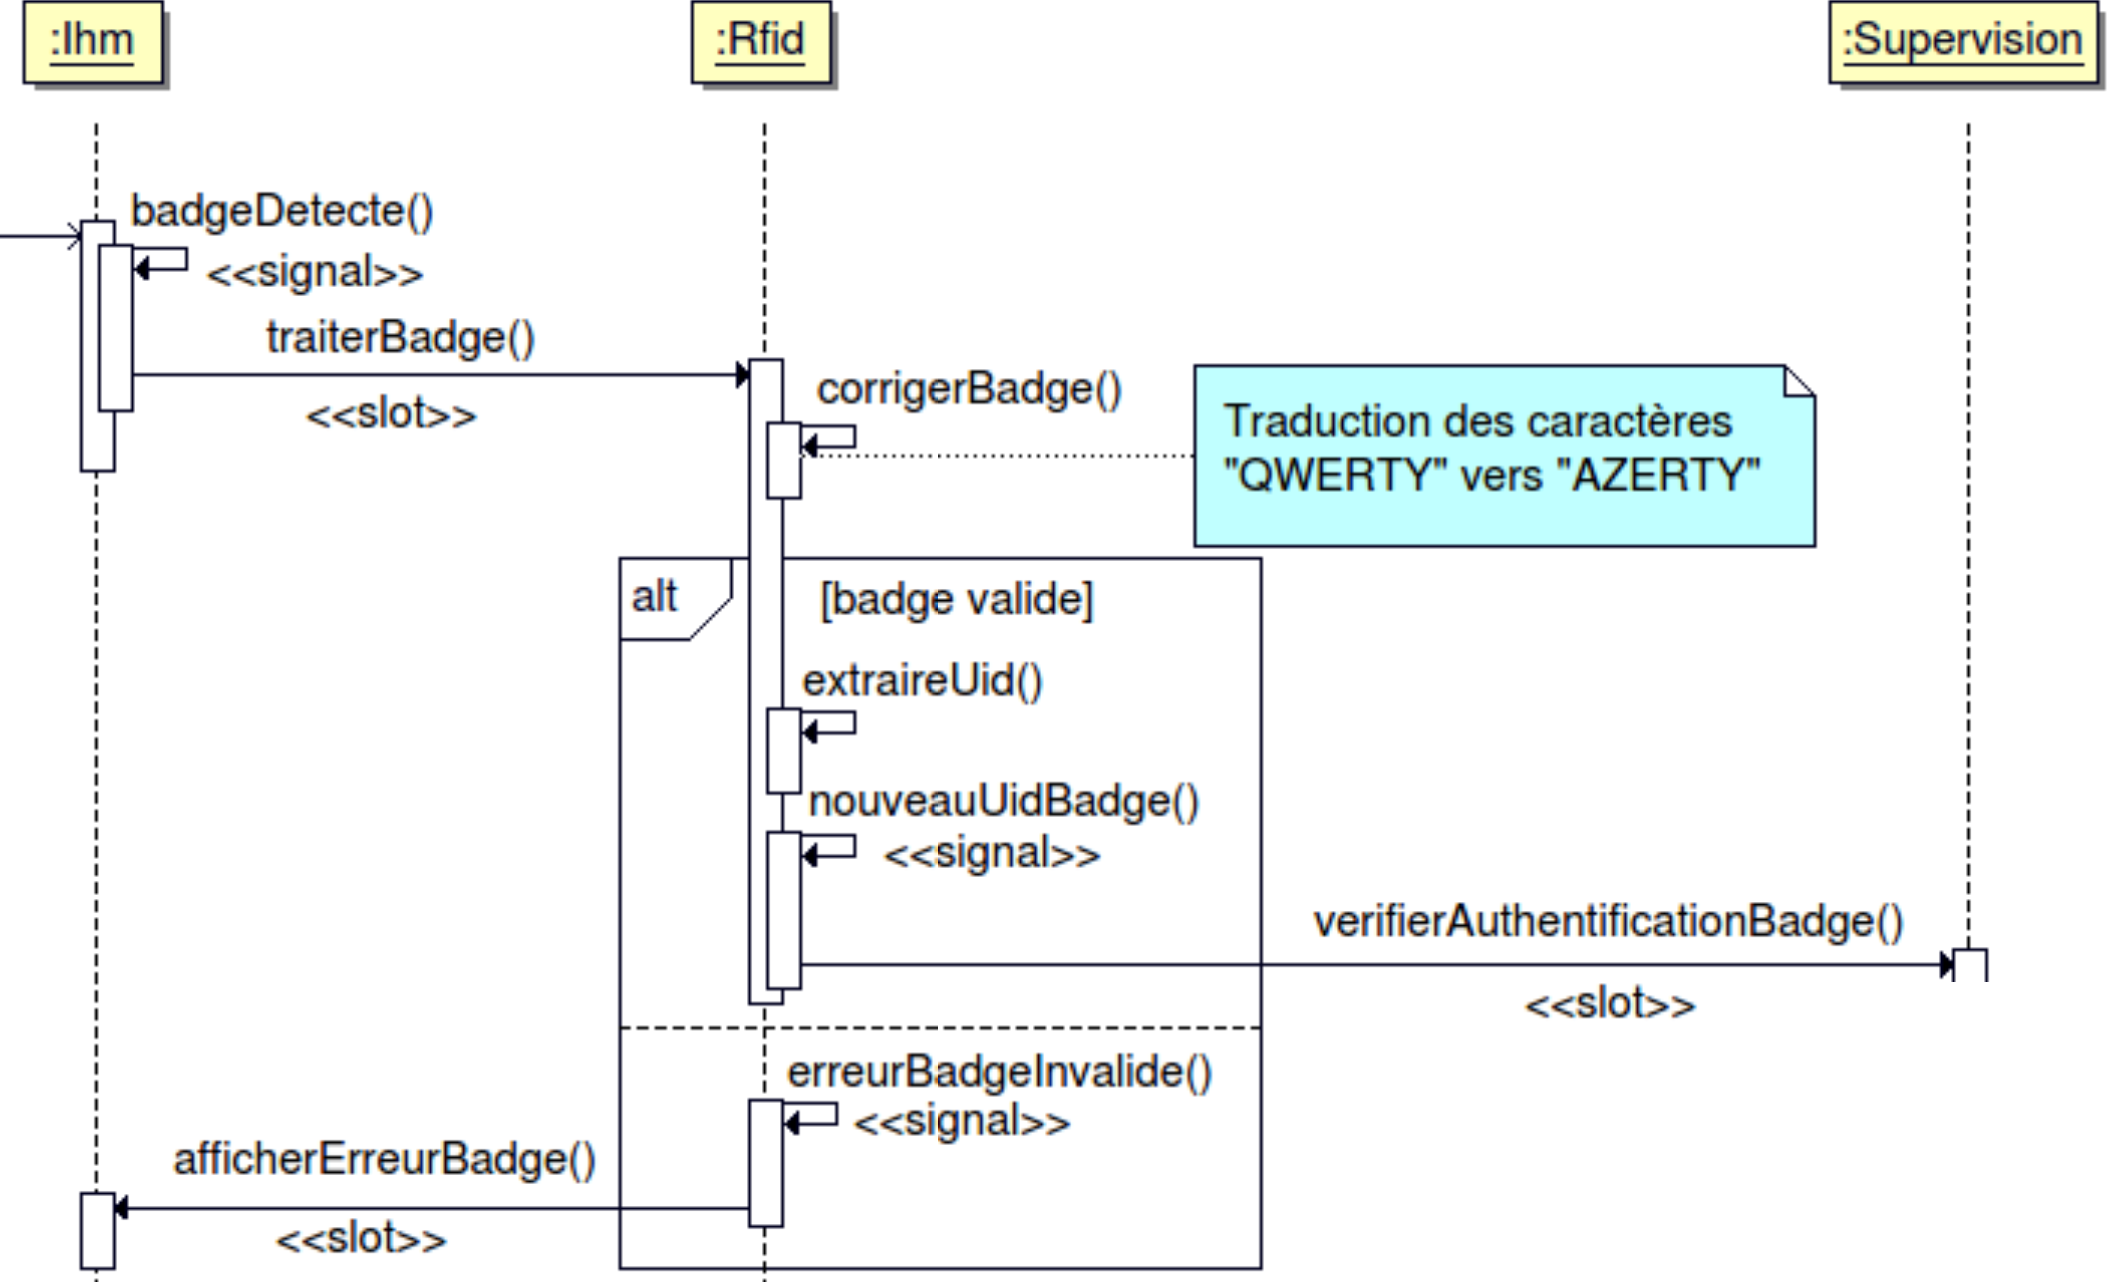 :Ihm
:Rfid
:Supervision
badgeDetecte()
<<signal>>
traiterBadge()
<<slot>>
corrigerBadge()
Traduction des caractères
"QWERTY" vers "AZERTY"
alt
[badge valide]
extraireUid()
nouveauUidBadge()
<<signal>>
verifierAuthentificationBadge()
<<slot>>
erreurBadgeInvalide()
<<signal>>
afficherErreurBadge()
<<slot>>